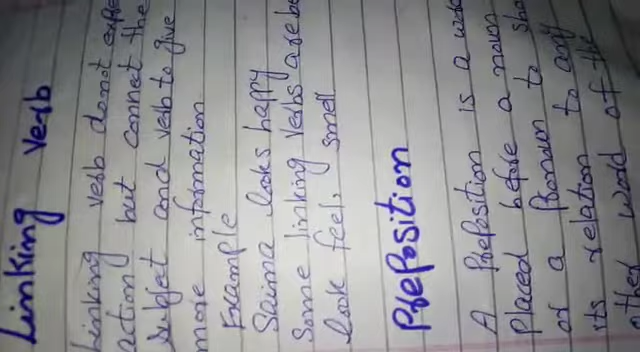 Linking verb
Linking verb donot
action but connect the
subject and verb to give
more information
Example
Saima looks happy
Some linking verbs are be
look feel, smell
Preposition
A Preposition is a
placed before a noun
or a Pronoun to
its relation to any
other word of the